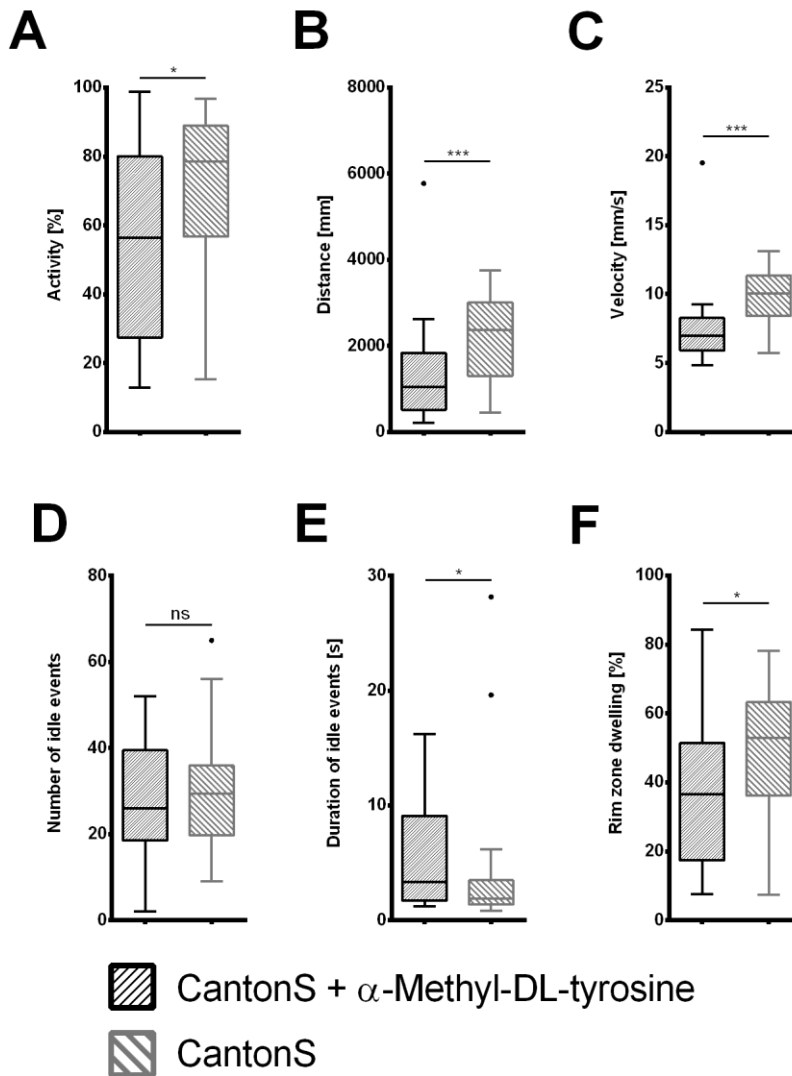 A
B
C
*
***
***
Activity [%]
100
80
60
40
20
0
Distance [mm]
8000
6000
4000
2000
0
Velocity [mm/s]
25
20
15
10
5
0
D
E
F
ns
*
*
Number of idle events
80
60
40
20
0
Duration of idle events [s]
30
20
10
0
Rim zone dwelling [%]
100
80
60
40
20
0
CantonS + α-Methyl-DL-tyrosine
CantonS